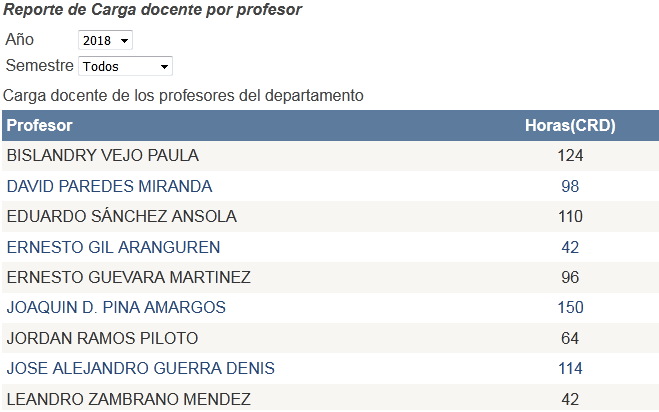 Reporte de Carga docente por profesor
Año 2018
Semestre Todos
Carga docente de los profesores del departamento
Profesor Horas(CRD)
BISLANDRY VEJO PAULA 124
DAVID PAREDES MIRANDA 98
EDUARDO SÁNCHEZ ANSOLA 110
ERNESTO GIL ARANGUREN 42
ERNESTO GUEVARA MARTINEZ 96
JOAQUIN D. PINA AMARGOS 150
JORDAN RAMOS PILOTO 64
JOSE ALEJANDRO GUERRA DENIS 114
LEANDRO ZAMBRANO MENDEZ 42